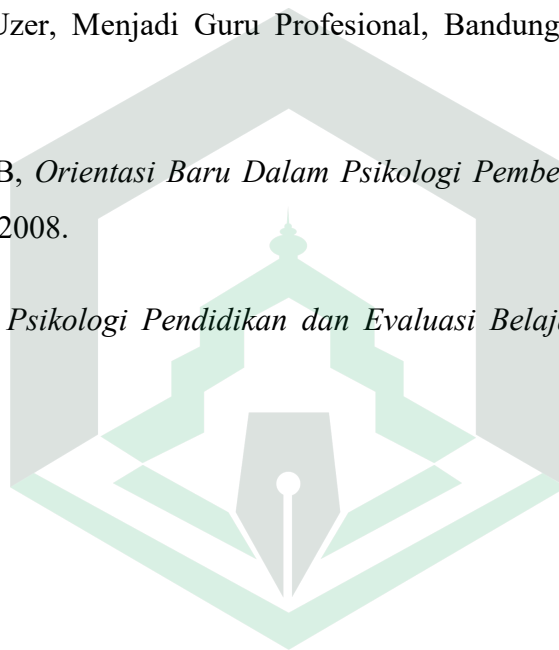 Uzer, Menjadi Guru Profesional, Bandung
B, Orientasi Baru Dalam Psikologi Pembe
2008.
Psikologi Pendidikan dan Evaluasi Belaj